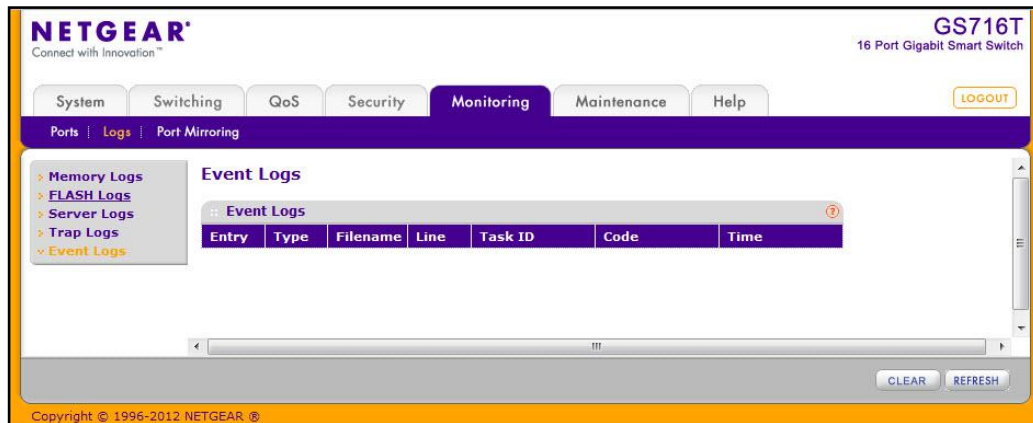 NETGEAR®
Connect with Innovation™
GS716T
16 Port Gigabit Smart Switch
System Switching QoS Security Monitoring Maintenance Help LOGOUT
Ports Logs Port Mirroring
Memory Logs
FLASH Logs
Server Logs
Trap Logs
Event Logs
Event Logs
Event Logs ?
Entry Type Filename Line Task ID Code Time
CLEAR REFRESH
Copyright © 1996-2012 NETGEAR ®